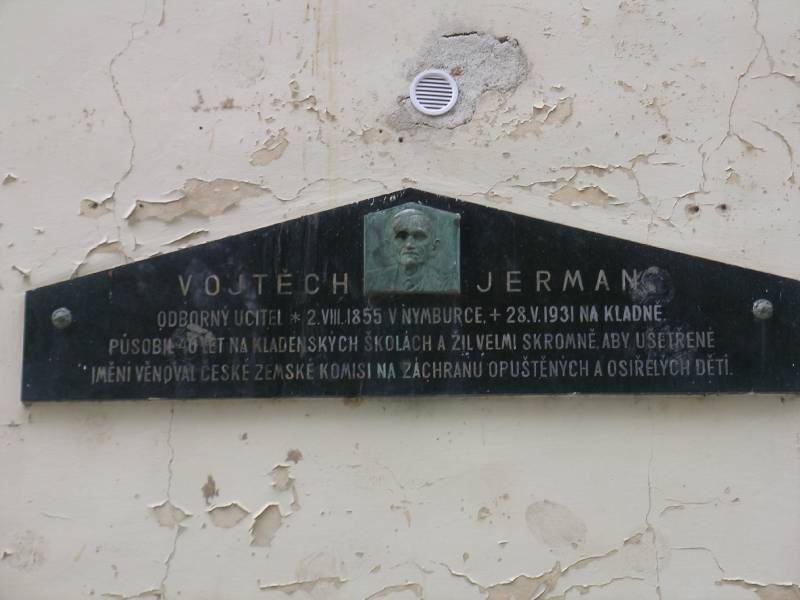 VOJTĚCH JERMAN
ODBORNÝ UČITEL * 2.VIII.1855 V NYMBURCE, + 28.V.1931 NA KLADNĚ.
PŮSOBIL 40 LET NA KLADENSKÝCH ŠKOLÁCH A ŽIL VELMI SKROMNĚ, ABY UŠETŘENÉ
JMĚNÍ VĚNOVAL ČESKÉ ZEMSKÉ KOMISI NA ZÁCHRANU OPUŠTĚNÝCH A OSIŘELÝCH DĚTÍ.